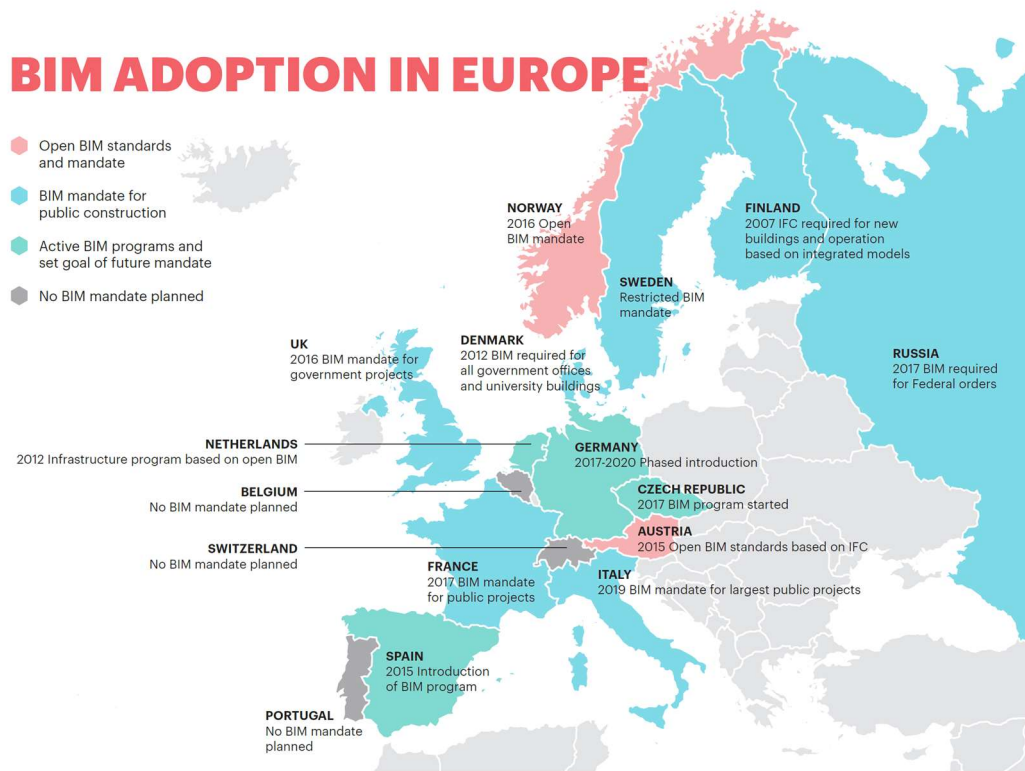 BIM ADOPTION IN EUROPE
Open BIM standards
and mandate
BIM mandate for
public construction
Active BIM programs and
set goal of future mandate
No BIM mandate planned
NORWAY
2016 Open
BIM mandate
FINLAND
2007 IFC required for new
buildings and operation
based on integrated models
SWEDEN
Restricted BIM
mandate
UK
2016 BIM mandate for
government projects
DENMARK
2012 BIM required for
all government offices
and university buildings
RUSSIA
2017 BIM required
for Federal orders
NETHERLANDS
2012 Infrastructure program based on open BIM
GERMANY
2017-2020 Phased introduction
BELGIUM
No BIM mandate planned
CZECH REPUBLIC
2017 BIM program started
SWITZERLAND
No BIM mandate planned
AUSTRIA
2015 Open BIM standards based on IFC
FRANCE
2017 BIM mandate
for public projects
ITALY
2019 BIM mandate for largest public projects
SPAIN
2015 Introduction
of BIM program
PORTUGAL
No BIM mandate
planned